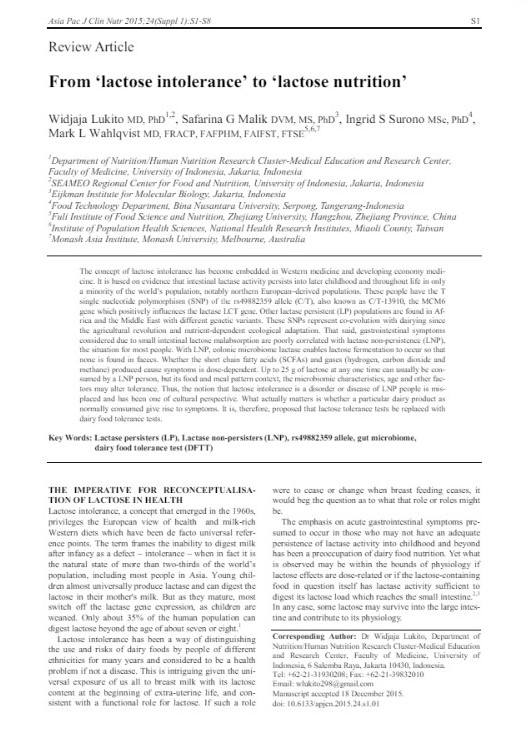 Asia Pac J Clin Nutr 2015;24(Suppl 1):S1-S8
S1
Review Article
From ‘lactose intolerance’ to ‘lactose nutrition’
Widjaja Lukito MD, PhD1,2, Safarina G Malik DVM, MS, PhD3, Ingrid S Surono MSc, PhD4,
Mark L Wahlqvist MD, FRACP, FAFPHM, FAIFST, FTSE5,6,7
1Department of Nutrition/Human Nutrition Research Cluster-Medical Education and Research Center,
Faculty of Medicine, University of Indonesia, Jakarta, Indonesia
2SEAMEO Regional Center for Food and Nutrition, University of Indonesia, Jakarta, Indonesia
3Eijkman Institute for Molecular Biology, Jakarta, Indonesia
4Food Technology Department, Bina Nusantara University, Serpong, Tangerang-Indonesia
5Fuli Institute of Food Science and Nutrition, Zhejiang University, Hangzhou, Zhejiang Province, China
6Institute of Population Health Sciences, National Health Research Institutes, Miaoli County, Taiwan
7Monash Asia Institute, Monash University, Melbourne, Australia
The concept of lactose intolerance has become embedded in Western medicine and developing economy medi-
cine. It is based on evidence that intestinal lactase activity persists into later childhood and throughout life in only
a minority of the world’s population, notably northern European-derived populations. These people have the T
single nucleotide polymorphism (SNP) of the rs49882359 allele (C/T), also known as C/T-13910, the MCM6
gene which positively influences the lactase LCT gene. Other lactase persistent (LP) populations are found in Af-
rica and the Middle East with different genetic variants. These SNPs represent co-evolution with dairying since
the agricultural revolution and nutrient-dependent ecological adaptation. That said, gastrointestinal symptoms
considered due to small intestinal lactose malabsorption are poorly correlated with lactase non-persistence (LNP),
the situation for most people. With LNP, colonic microbiome lactase enables lactose fermentation to occur so that
none is found in faeces. Whether the short chain fatty acids (SCFAs) and gases (hydrogen, carbon dioxide and
methane) produced cause symptoms is dose-dependent. Up to 25 g of lactose at any one time can usually be con-
sumed by a LNP person, but its food and meal pattern context, the microbiomic characteristics, age and other fac-
tors may alter tolerance. Thus, the notion that lactose intolerance is a disorder or disease of LNP people is mis-
placed and has been one of cultural perspective. What actually matters is whether a particular dairy product as
normally consumed give rise to symptoms. It is, therefore, proposed that lactose tolerance tests be replaced with
dairy food tolerance tests.
Key Words: Lactase persisters (LP), Lactase non-persisters (LNP), rs49882359 allele, gut microbiome,
dairy food tolerance test (DFTT)
THE IMPERATIVE FOR RECONCEPTUALISA-
TION OF LACTOSE IN HEALTH
Lactose intolerance, a concept that emerged in the 1960s,
privileges the European view of health and milk-rich
Western diets which have been de facto universal refer-
ence points. The term frames the inability to digest milk
after infancy as a defect – intolerance – when in fact it is
the natural state of more than two-thirds of the world’s
population, including most people in Asia. Young chil-
dren almost universally produce lactase and can digest the
lactose in their mother's milk. But as they mature, most
switch off the lactase gene expression, as children are
weaned. Only about 35% of the human population can
digest lactose beyond the age of about seven or eight.1
Lactose intolerance has been a way of distinguishing
the use and risks of dairy foods by people of different
ethnicities for many years and considered to be a health
problem if not a disease. This is intriguing given the uni-
versal exposure of us all to breast milk with its lactose
content at the beginning of extra-uterine life, and con-
sistent with a functional role for lactose. If such a role
were to cease or change when breast feeding ceases, it
would beg the question as to what that role or roles might
be.
The emphasis on acute gastrointestinal symptoms pre-
sumed to occur in those who may not have an adequate
persistence of lactase activity into childhood and beyond
has been a preoccupation of dairy food nutrition. Yet what
is observed may be within the bounds of physiology if
lactose effects are dose-related or if the lactose-containing
food in question itself has lactase activity sufficient to
digest its lactose load which reaches the small intestine.2,3
In any case, some lactose may survive into the large intes-
tine and contribute to its physiology.
Corresponding Author: Dr Widjaja Lukito, Department of
Nutrition/Human Nutrition Research Cluster-Medical Education
and Research Center, Faculty of Medicine, University of
Indonesia, 6 Salemba Raya, Jakarta 10430, Indonesia.
Tel: +62-21-31930208; Fax: +62-21-39832010
Email: wlukito298@gmail.com
Manuscript accepted 18 December 2015.
doi: 10.6133/apjcn.2015.24.s1.01